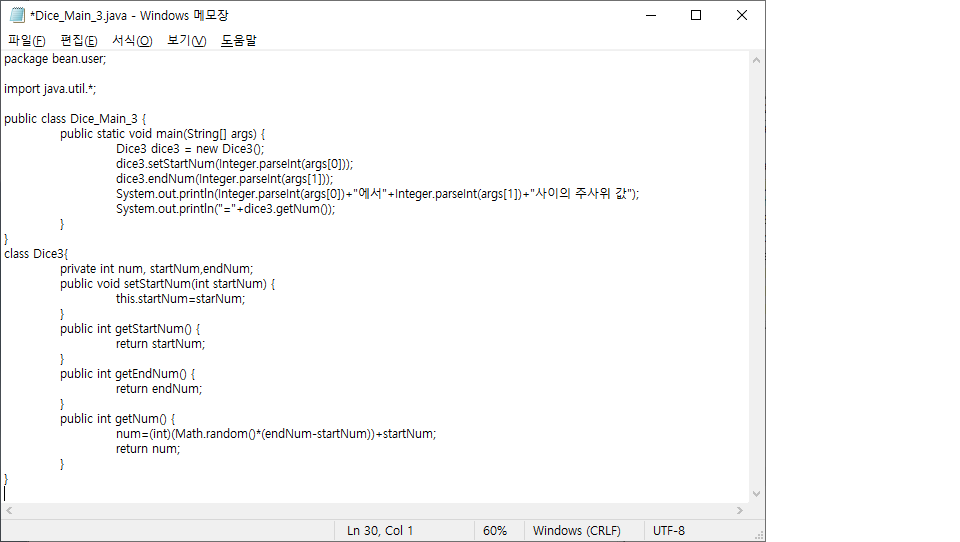 *Dice_Main_3.java - Windows 메모장
파일(F) 편집(E) 서식(O) 보기(V) 도움말
package bean.user;
import java.util.*;
public class Dice_Main_3 {
public static void main(String[] args) {
Dice3 dice3 = new Dice3();
dice3.setStartNum(Integer.parseInt(args[0]));
dice3.endNum(Integer.parseInt(args[1]));
System.out.println(Integer.parseInt(args[0])+"에서"+Integer.parseInt(args[1])+"사이의 주사위 값");
System.out.println("="+dice3.getNum());
}
}
class Dice3{
private int num, startNum,endNum;
public void setStartNum(int startNum) {
this.startNum=starNum;
}
public int getStartNum() {
return startNum;
}
public int getEndNum() {
return endNum;
}
public int getNum() {
num=(int)(Math.random()*(endNum-startNum))+startNum;
return num;
}
}
Ln 30, Col 1 60% Windows (CRLF) UTF-8